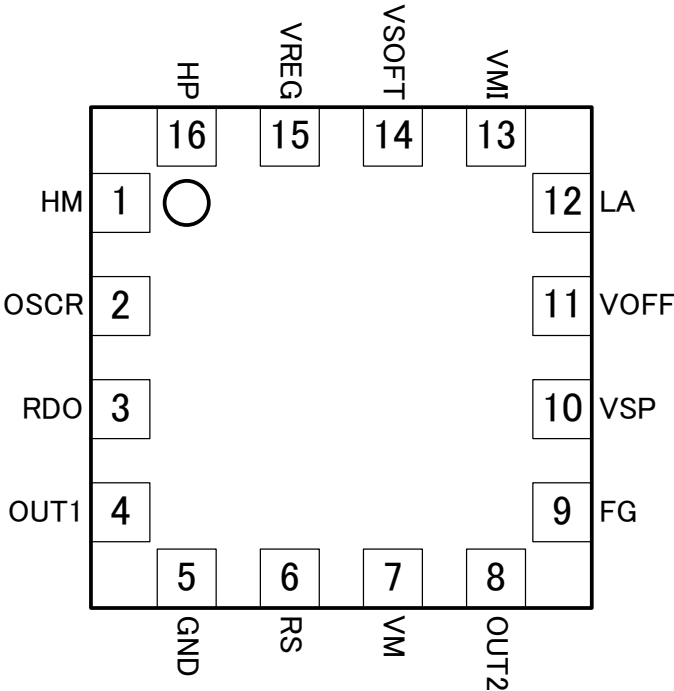 HP
VREG
VSOFT
VMI
16
15
14
13
HM 1
12 LA
OSCR 2
11 VOFF
RDO 3
10 VSP
OUT1 4
9 FG
5
6
7
8
GND
RS
VM
OUT2